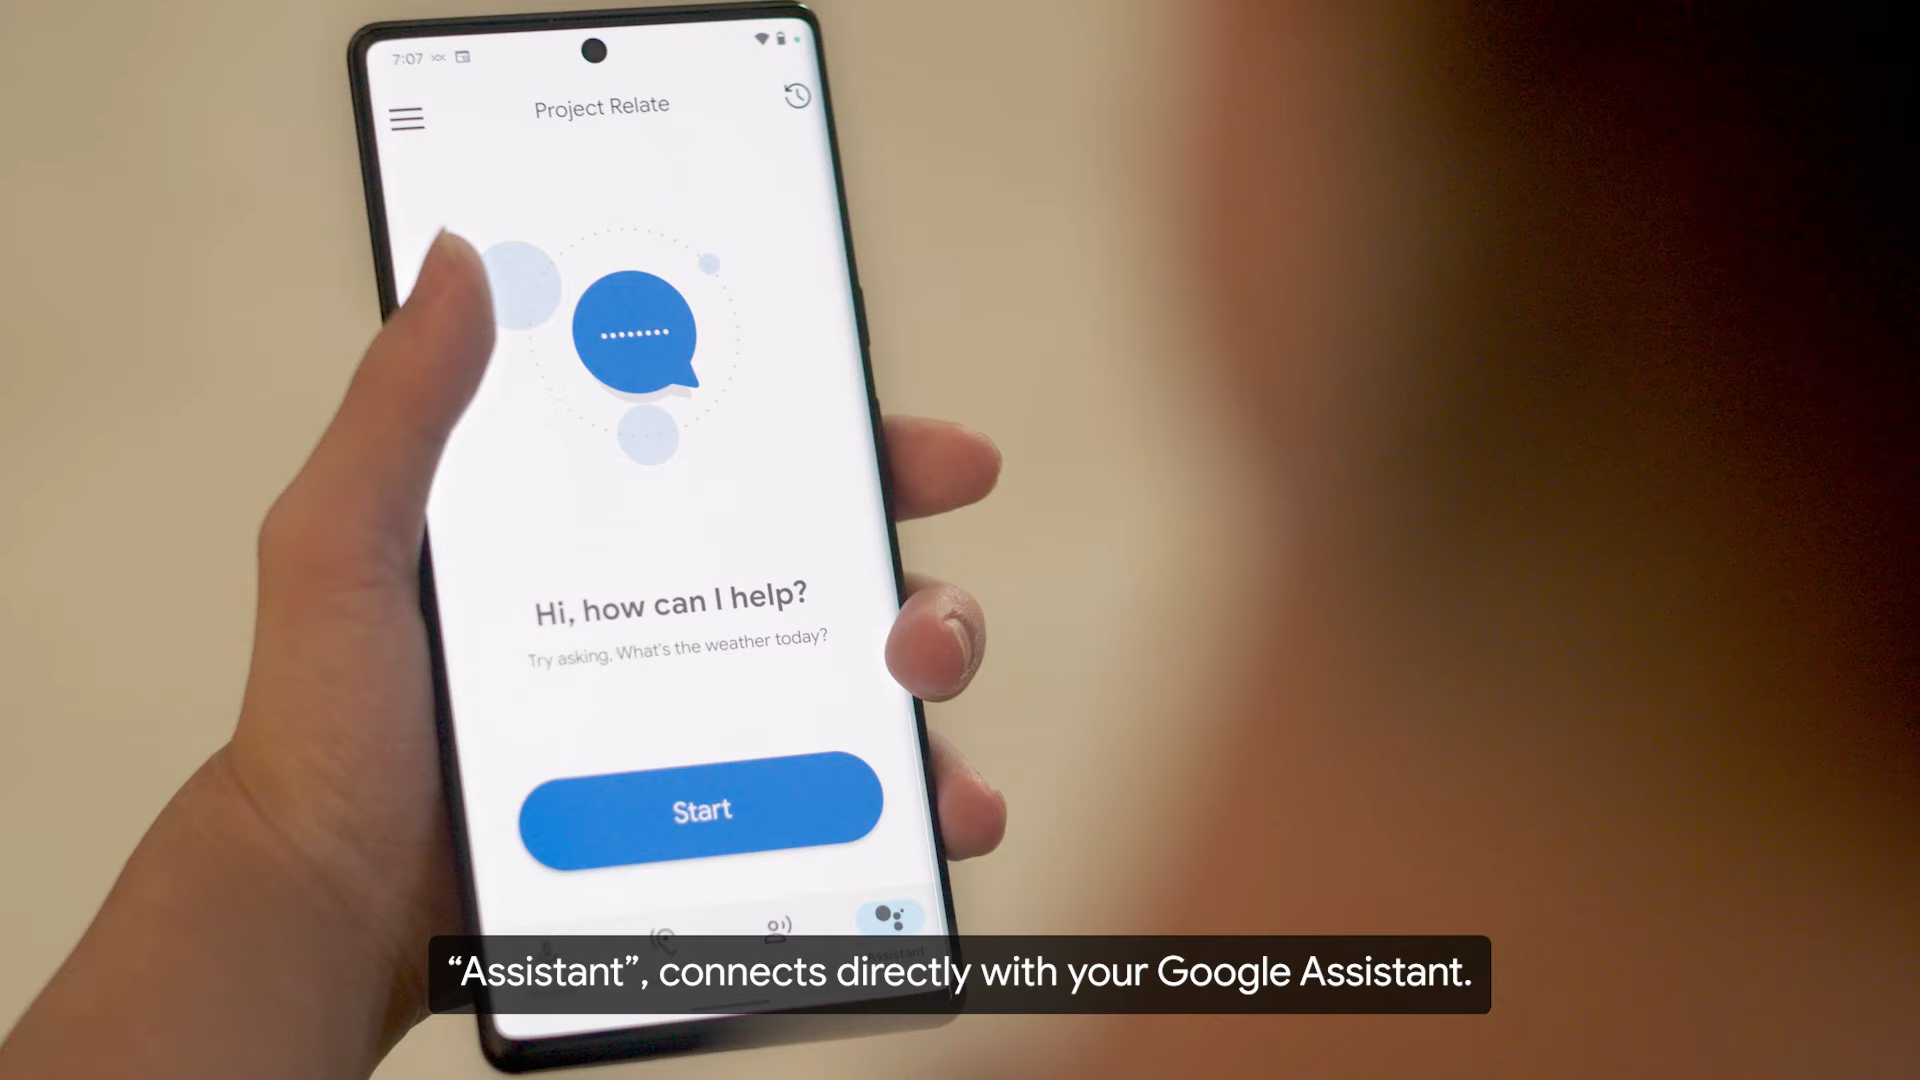 7:07
Project Relate
Hi, how can I help?
Try asking, What's the weather today?
Start
Assistant
“Assistant”, connects directly with your Google Assistant.